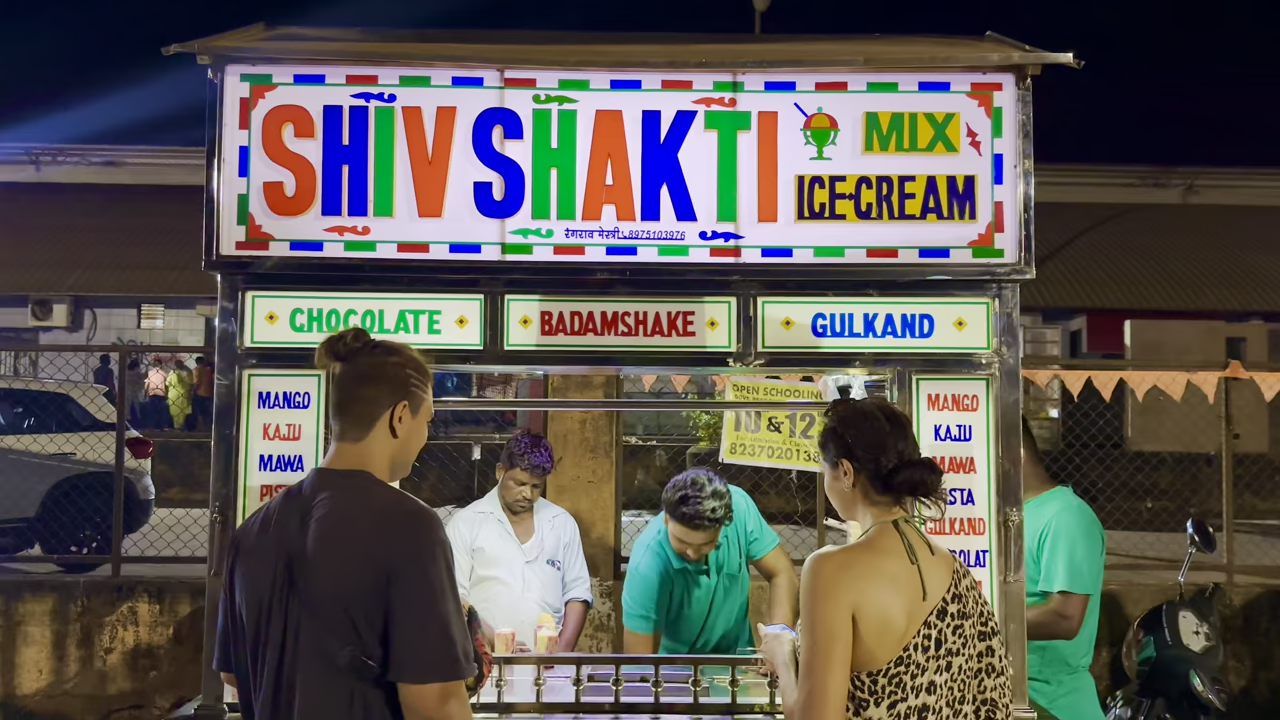 SHIV SHAKTI
MIX
ICE-CREAM
रंगराव मेस्त्री. 8975103976
CHOCOLATE
BADAMSHAKE
GULKAND
MANGO
KAJU
MAWA
OPEN SCHOOLING
10 & 12
823702013
MANGO
KAJU
MAWA
GULKAND